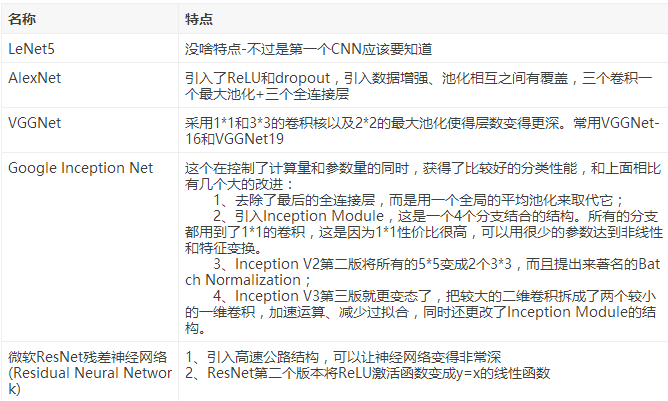 名称 特点
LeNet5 没啥特点-不过是第一个CNN应该要知道
AlexNet 引入了ReLU和dropout，引入数据增强、池化相互之间有覆盖，三个卷积一
个最大池化+三个全连接层
VGGNet 采用1*1和3*3的卷积核以及2*2的最大池化使得层数变得更深。常用VGGNet-
16和VGGNet19
Google Inception Net 这个在控制了计算量和参数量的同时，获得了比较好的分类性能，和上面相比
有几个大的改进：
1、去除了最后的全连接层，而是用一个全局的平均池化来取代它；
2、引入Inception Module，这是一个4个分支结合的结构。所有的分支
都用到了1*1的卷积，这是因为1*1性价比很高，可以用很少的参数达到非线性
和特征变换。
3、Inception V2第二版将所有的5*5变成2个3*3，而且提出来著名的Bat
ch Normalization；
4、Inception V3第三版就更变态了，把较大的二维卷积拆成了两个较小
的一维卷积，加速运算、减少过拟合，同时还更改了Inception Module的结
构。
微软ResNet残差神经网络
(Residual Neural Networ
k)
1、引入高速公路结构，可以让神经网络变得非常深
2、ResNet第二个版本将ReLU激活函数变成y=x的线性函数